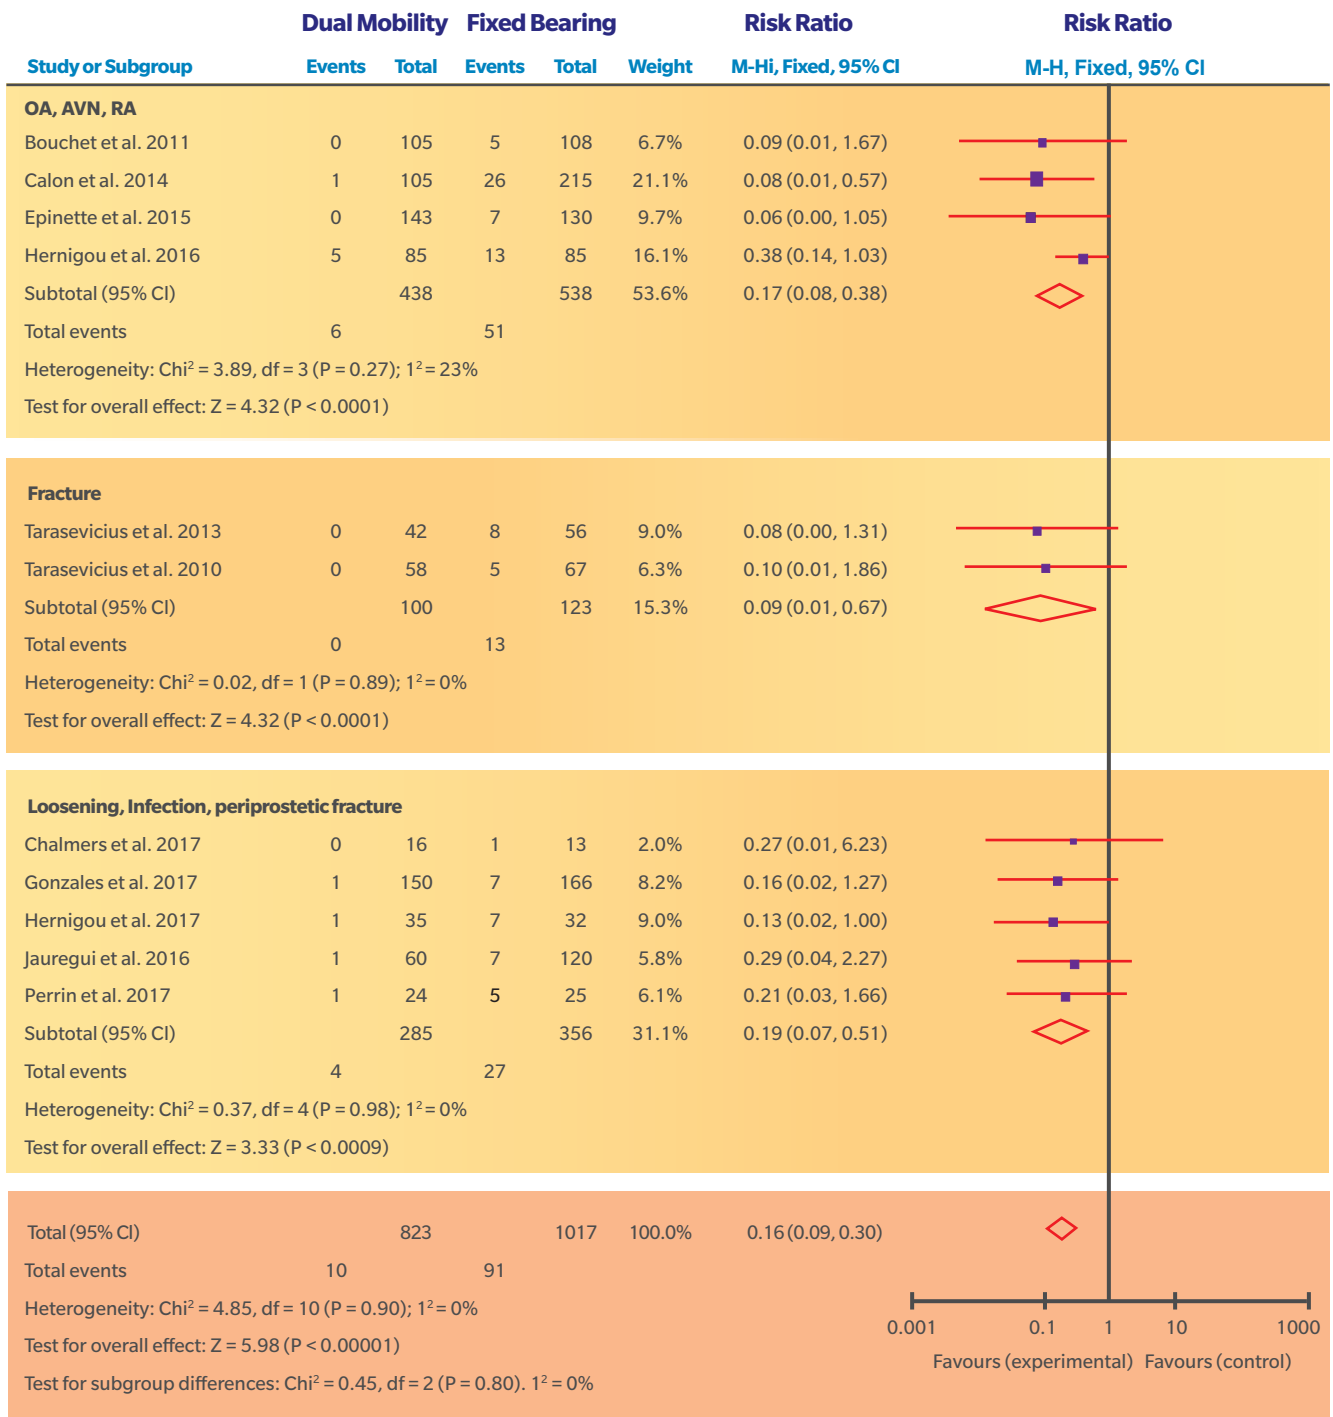 Dual Mobility Fixed Bearing Risk Ratio Risk Ratio
Study or Subgroup Events Total Events Total Weight M-Hi, Fixed, 95% CI M-H, Fixed, 95% CI
OA, AVN, RA
Bouchet et al. 2011 0 105 5 108 6.7% 0.09 (0.01, 1.67)
Calon et al. 2014 1 105 26 215 21.1% 0.08 (0.01, 0.57)
Epinette et al. 2015 0 143 7 130 9.7% 0.06 (0.00, 1.05)
Hernigou et al. 2016 5 85 13 85 16.1% 0.38 (0.14, 1.03)
Subtotal (95% CI) 438 538 53.6% 0.17 (0.08, 0.38)
Total events 6 51
Heterogeneity: Chi² = 3.89, df = 3 (P = 0.27); 1² = 23%
Test for overall effect: Z = 4.32 (P < 0.0001)
Fracture
Tarasevicius et al. 2013 0 42 8 56 9.0% 0.08 (0.00, 1.31)
Tarasevicius et al. 2010 0 58 5 67 6.3% 0.10 (0.01, 1.86)
Subtotal (95% CI) 100 123 15.3% 0.09 (0.01, 0.67)
Total events 0 13
Heterogeneity: Chi² = 0.02, df = 1 (P = 0.89); 1² = 0%
Test for overall effect: Z = 4.32 (P < 0.0001)
Loosening, Infection, periprostetic fracture
Chalmers et al. 2017 0 16 1 13 2.0% 0.27 (0.01, 6.23)
Gonzales et al. 2017 1 150 7 166 8.2% 0.16 (0.02, 1.27)
Hernigou et al. 2017 1 35 7 32 9.0% 0.13 (0.02, 1.00)
Jauregui et al. 2016 1 60 7 120 5.8% 0.29 (0.04, 2.27)
Perrin et al. 2017 1 24 5 25 6.1% 0.21 (0.03, 1.66)
Subtotal (95% CI) 285 356 31.1% 0.19 (0.07, 0.51)
Total events 4 27
Heterogeneity: Chi² = 0.37, df = 4 (P = 0.98); 1² = 0%
Test for overall effect: Z = 3.33 (P < 0.0009)
Total (95% CI) 823 1017 100.0% 0.16 (0.09, 0.30)
Total events 10 91
Heterogeneity: Chi² = 4.85, df = 10 (P = 0.90); 1² = 0%
0.001 0.1 1 10 1000
Test for overall effect: Z = 5.98 (P < 0.00001)
Favours (experimental) Favours (control)
Test for subgroup differences: Chi² = 0.45, df = 2 (P = 0.80). 1² = 0%